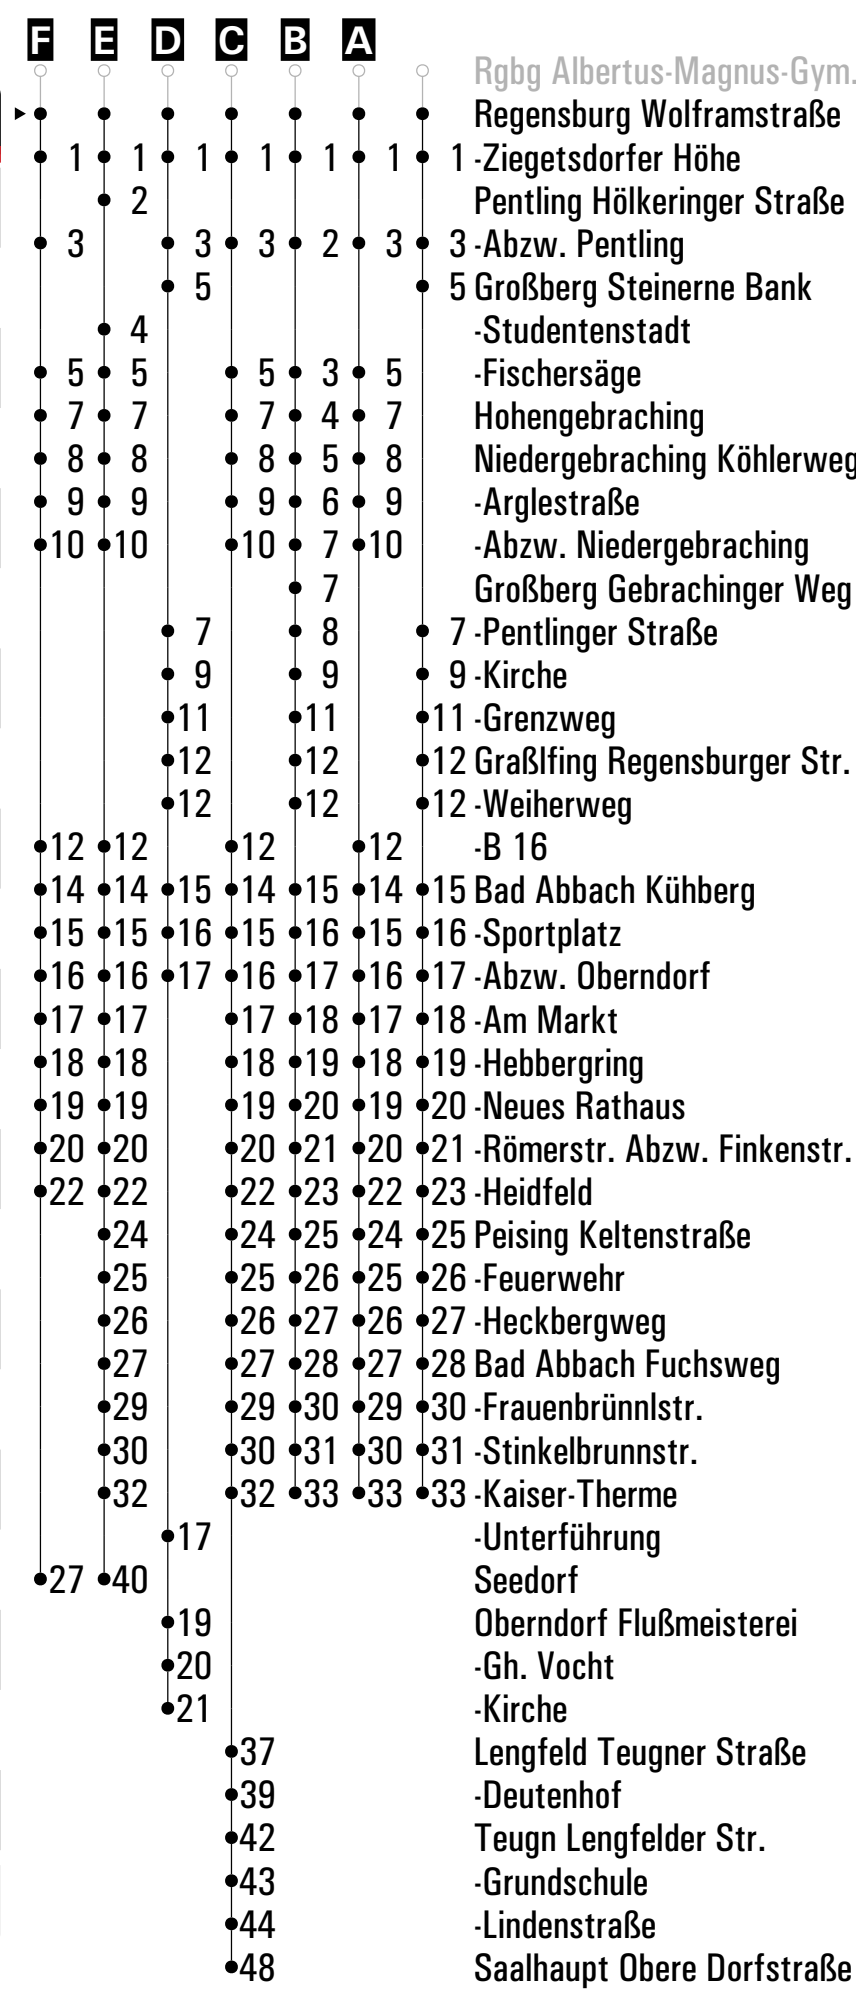 F E D C B A
Rgbg Albertus-Magnus-Gym.
Regensburg Wolframstraße
1 1 1 1 1 1 1 -Ziegetsdorfer Höhe
2 Pentling Hölkeringer Straße
3 3 3 2 3 3 -Abzw. Pentling
5 5 Großberg Steinerne Bank
4 -Studentenstadt
5 5 5 3 5 -Fischersäge
7 7 7 4 7 Hohengebraching
8 8 8 5 8 Niedergebraching Köhlerweg
9 9 9 6 9 -Arglestraße
10 10 10 7 10 -Abzw. Niedergebraching
7 Großberg Gebrachinger Weg
7 8 7 -Pentlinger Straße
9 9 9 -Kirche
11 11 11 -Grenzweg
12 12 12 Graßlfing Regensburger Str.
12 12 12 -Weiherweg
12 12 12 12 -B 16
14 14 15 14 15 14 15 Bad Abbach Kühberg
15 15 16 15 16 15 16 -Sportplatz
16 16 17 16 17 16 17 -Abzw. Oberndorf
17 17 17 18 17 18 -Am Markt
18 18 18 19 18 19 -Hebbergring
19 19 19 20 19 20 -Neues Rathaus
20 20 20 21 20 21 -Römerstr. Abzw. Finkenstr.
22 22 22 23 22 23 -Heidfeld
24 24 25 24 25 Peising Keltenstraße
25 25 26 25 26 -Feuerwehr
26 26 27 26 27 -Heckbergweg
27 27 28 27 28 Bad Abbach Fuchsweg
29 29 30 29 30 -Frauenbrünnlstr.
30 30 31 30 31 -Stinkelbrunnstr.
32 32 33 33 33 -Kaiser-Therme
17 -Unterführung
27 40 Seedorf
19 Oberndorf Flußmeisterei
20 -Gh. Vocht
21 -Kirche
37 Lengfeld Teugner Straße
39 -Deutenhof
42 Teugn Lengfelder Str.
43 -Grundschule
44 -Lindenstraße
48 Saalhaupt Obere Dorfstraße